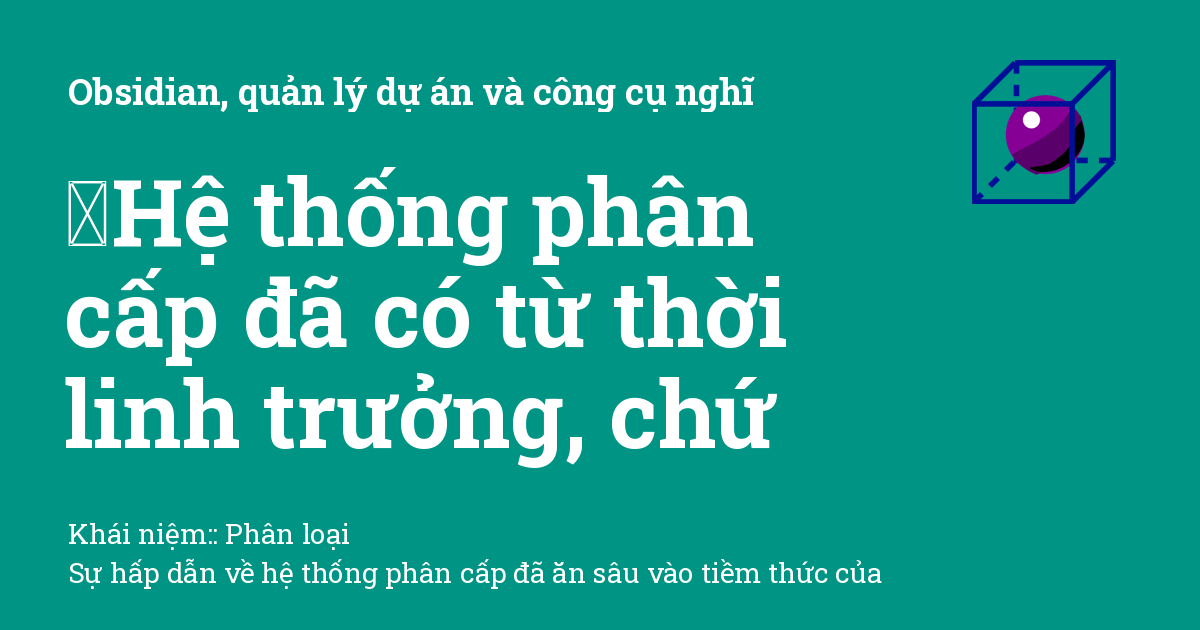 Obsidian, quản lý dự án và công cụ nghĩ
Hệ thống phân
cấp đã có từ thời
linh trưởng, chứ
Khái niệm:: Phân loại
Sự hấp dẫn về hệ thống phân cấp đã ăn sâu vào tiềm thức của